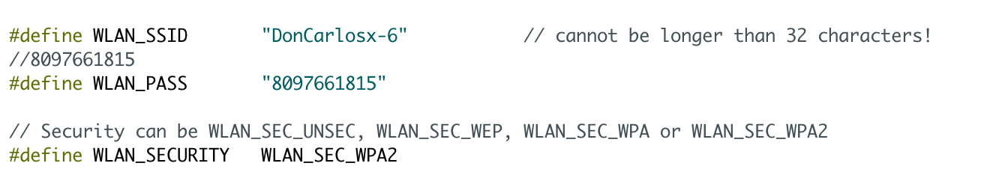 #define WLAN_SSID       "DonCarlosx-6"           // cannot be longer than 32 characters!
//8097661815
#define WLAN_PASS       "8097661815"
// Security can be WLAN_SEC_UNSEC, WLAN_SEC_WEP, WLAN_SEC_WPA or WLAN_SEC_WPA2
#define WLAN_SECURITY   WLAN_SEC_WPA2